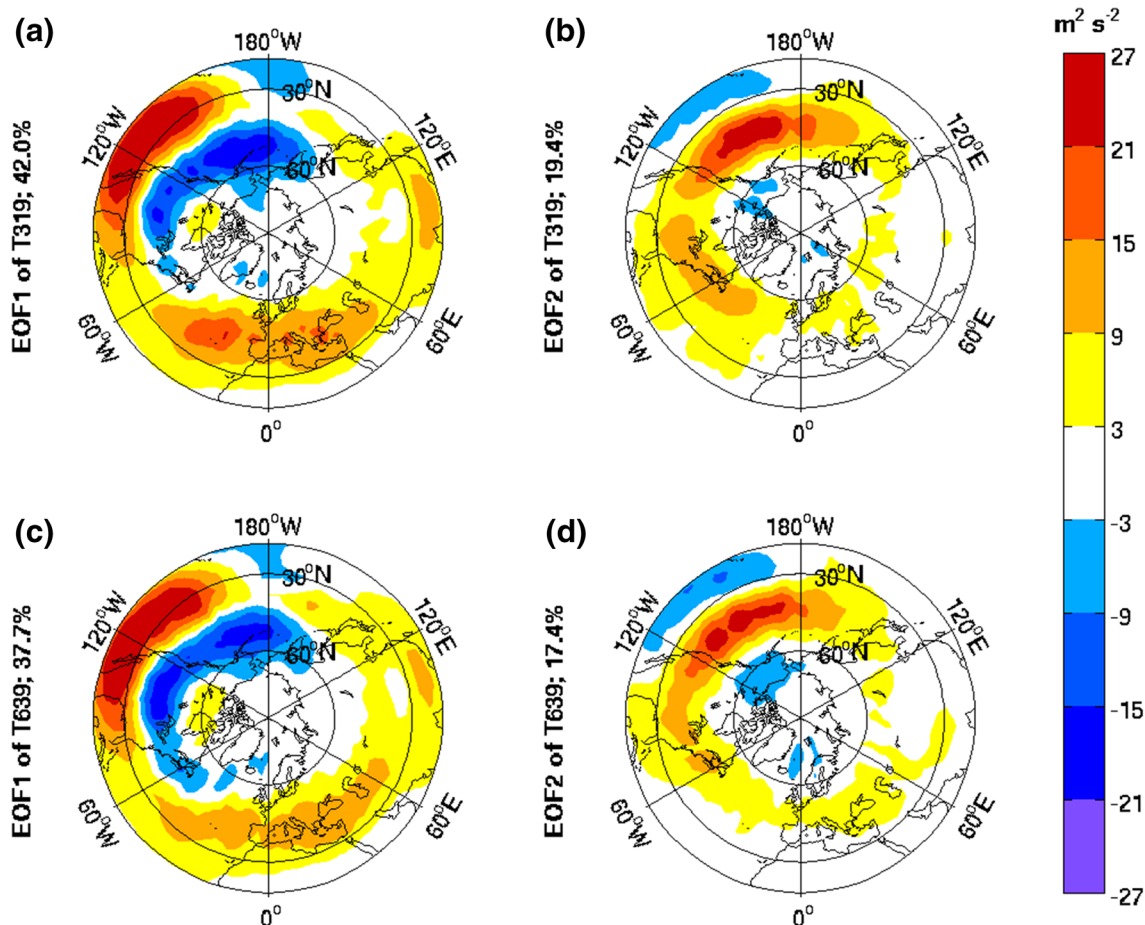 (a)
180°W
30°N
60°N
120°W
120°E
60°W
60°E
0°
EOF1 of T319; 42.0%
(b)
180°W
30°N
60°N
120°W
120°E
60°W
60°E
0°
EOF2 of T319; 19.4%
m² s⁻²
27
21
15
9
3
-3
-9
-15
-21
-27
(c)
180°W
30°N
60°N
120°W
120°E
60°W
60°E
0°
EOF1 of T639; 37.7%
(d)
180°W
30°N
60°N
120°W
120°E
60°W
60°E
0°
EOF2 of T639; 17.4%